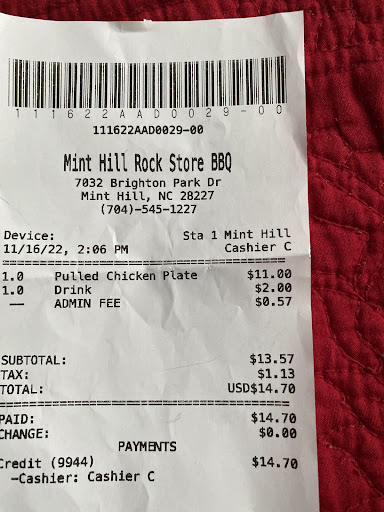 111622AAD0029-00
111622AAD0029-00
Mint Hill Rock Store BBQ
7032 Brighton Park Dr
Mint Hill, NC 28227
(704)-545-1227
Device: Sta 1 Mint Hill
11/16/22, 2:06 PM Cashier C
1.0 Pulled Chicken Plate $11.00
1.0 Drink $2.00
-- ADMIN FEE $0.57
SUBTOTAL: $13.57
TAX: $1.13
TOTAL: USD$14.70
PAID: $14.70
CHANGE: $0.00
PAYMENTS
Credit (9944) $14.70
-Cashier: Cashier C